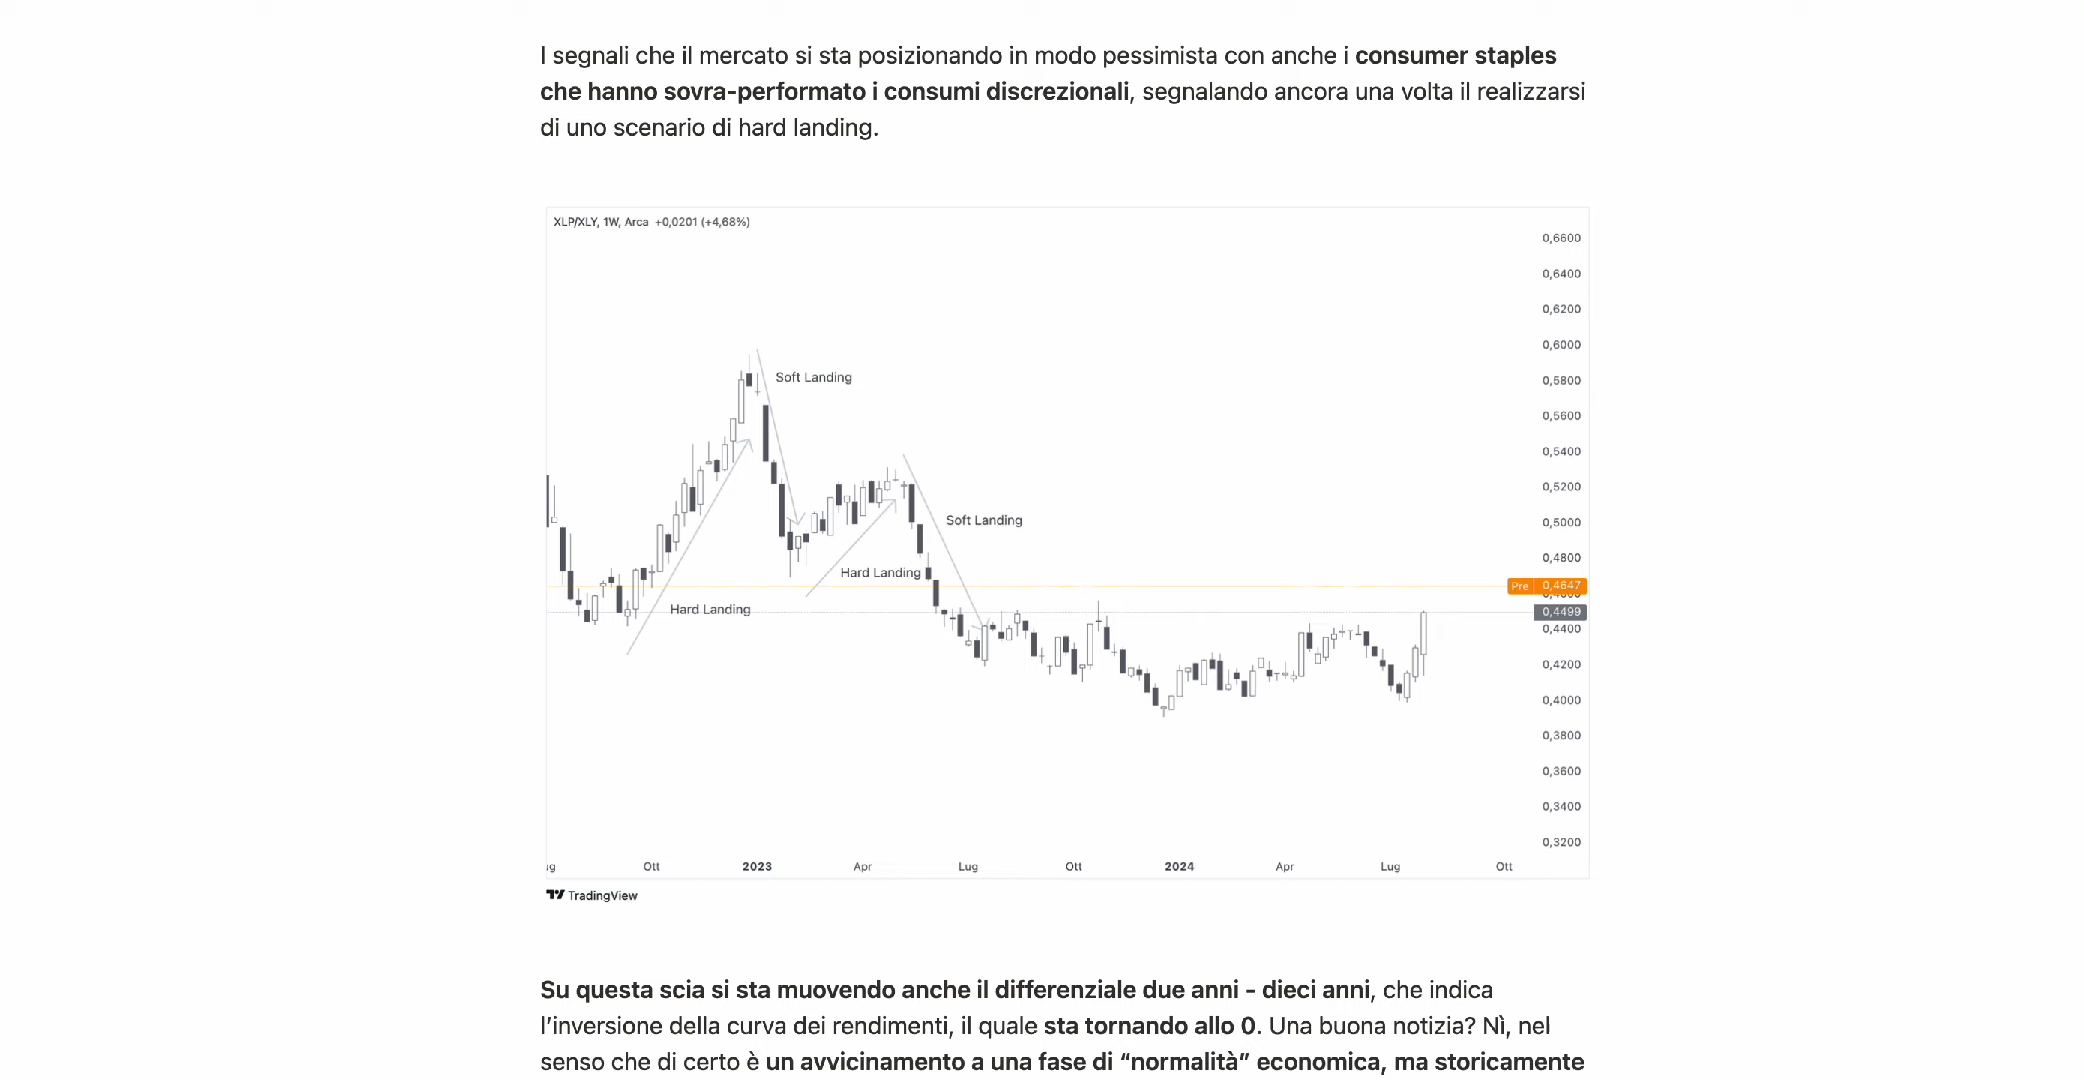 I segnali che il mercato si sta posizionando in modo pessimista con anche i consumer staples
che hanno sovra-performato i consumi discrezionali, segnalando ancora una volta il realizzarsi
di uno scenario di hard landing.
XLP/XLY, 1W, Arca +0,0201 (+4,68%)
0,6600
0,6400
0,6200
0,6000
Soft Landing
0,5800
0,5600
0,5400
0,5200
Soft Landing
0,5000
0,4800
Hard Landing
Pre 0,4647
0,4600
Hard Landing
0,4499
0,4400
0,4200
0,4000
0,3800
0,3600
0,3400
0,3200
Ott 2023 Apr Lug Ott 2024 Apr Lug Ott
TradingView
Su questa scia si sta muovendo anche il differenziale due anni - dieci anni, che indica
l’inversione della curva dei rendimenti, il quale sta tornando allo 0. Una buona notizia? Nì, nel
senso che di certo è un avvicinamento a una fase di “normalità” economica, ma storicamente